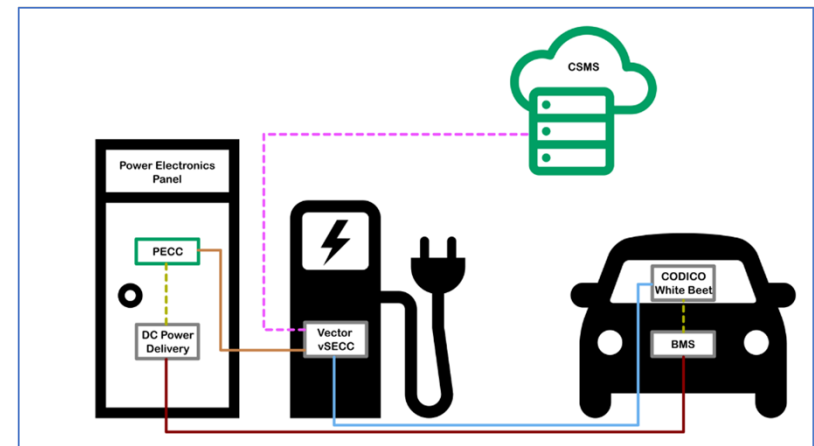 CSMS
Power Electronics
Panel
PECC
DC Power
Delivery
Vector
vSECC
CODICO
White Beet
BMS